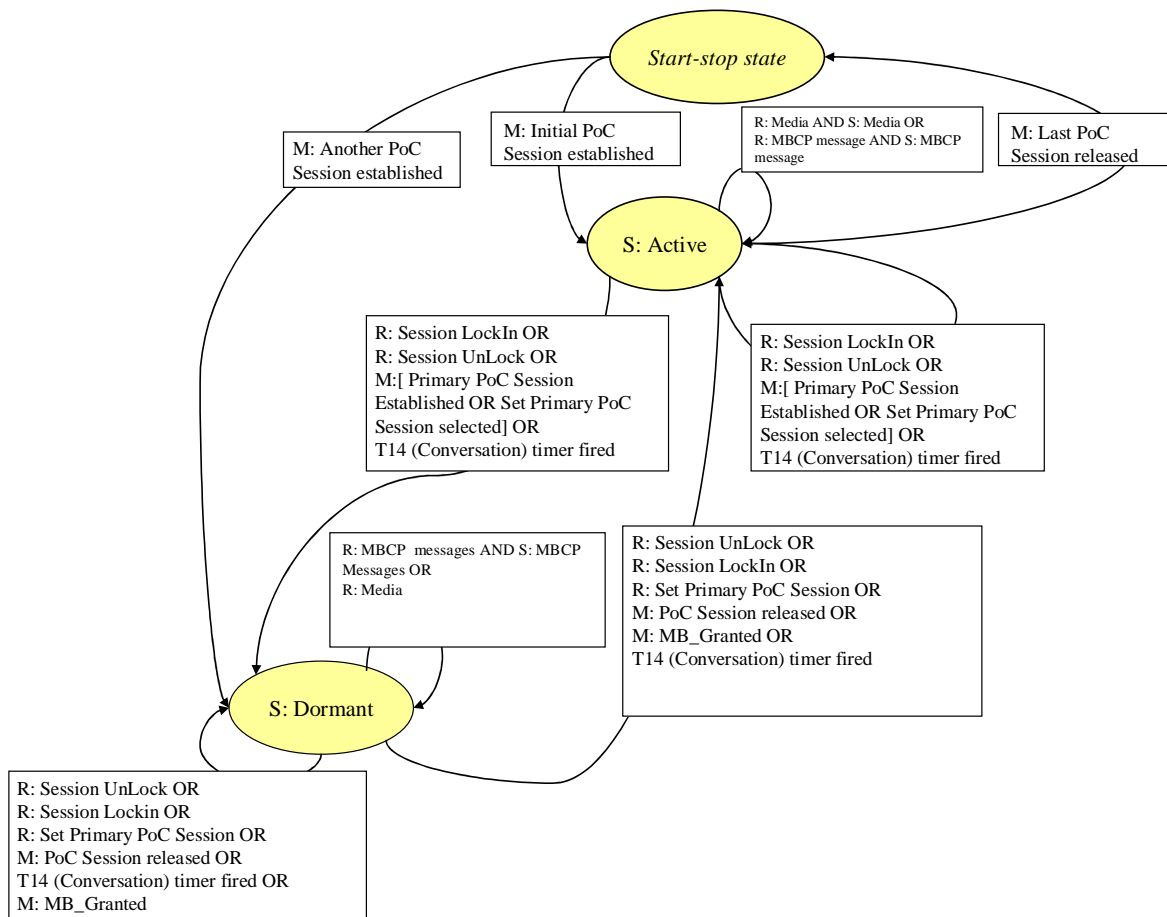 Start-stop state
M: Another PoC
Session established
M: Initial PoC
Session established
R: Media AND S: Media OR
R: MBCP message AND S: MBCP
message
M: Last PoC
Session released
S: Active
R: Session LockIn OR
R: Session UnLock OR
M:[ Primary PoC Session
Established OR Set Primary PoC
Session selected] OR
T14 (Conversation) timer fired
R: Session LockIn OR
R: Session UnLock OR
M:[ Primary PoC Session
Established OR Set Primary PoC
Session selected] OR
T14 (Conversation) timer fired
R: MBCP messages AND S: MBCP
Messages OR
R: Media
R: Session UnLock OR
R: Session LockIn OR
R: Set Primary PoC Session OR
M: PoC Session released OR
M: MB_Granted OR
T14 (Conversation) timer fired
S: Dormant
R: Session UnLock OR
R: Session Lockin OR
R: Set Primary PoC Session OR
M: PoC Session released OR
T14 (Conversation) timer fired OR
M: MB_Granted